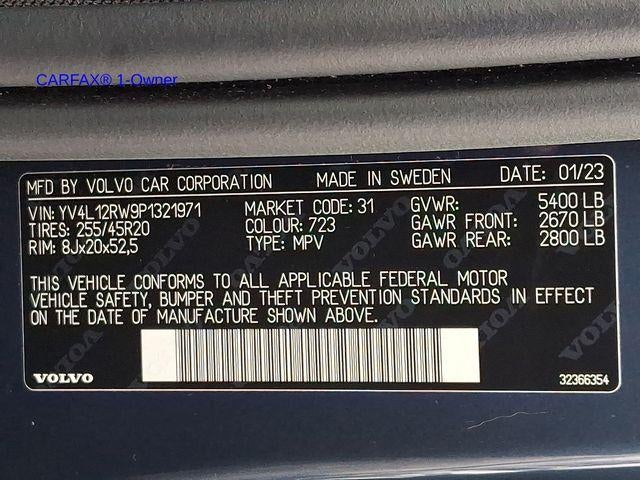 CARFAX® 1-Owner
MFD BY VOLVO CAR CORPORATION MADE IN SWEDEN DATE: 01/23
VIN: YV4L12RW9P1321971 MARKET CODE: 31 GVWR: 5400 LB
TIRES: 255/45R20 COLOUR: 723 GAWR FRONT: 2670 LB
RIM: 8Jx20x52,5 TYPE: MPV GAWR REAR: 2800 LB
THIS VEHICLE CONFORMS TO ALL APPLICABLE FEDERAL MOTOR
VEHICLE SAFETY, BUMPER AND THEFT PREVENTION STANDARDS IN EFFECT
ON THE DATE OF MANUFACTURE SHOWN ABOVE.
VOLVO 32366354